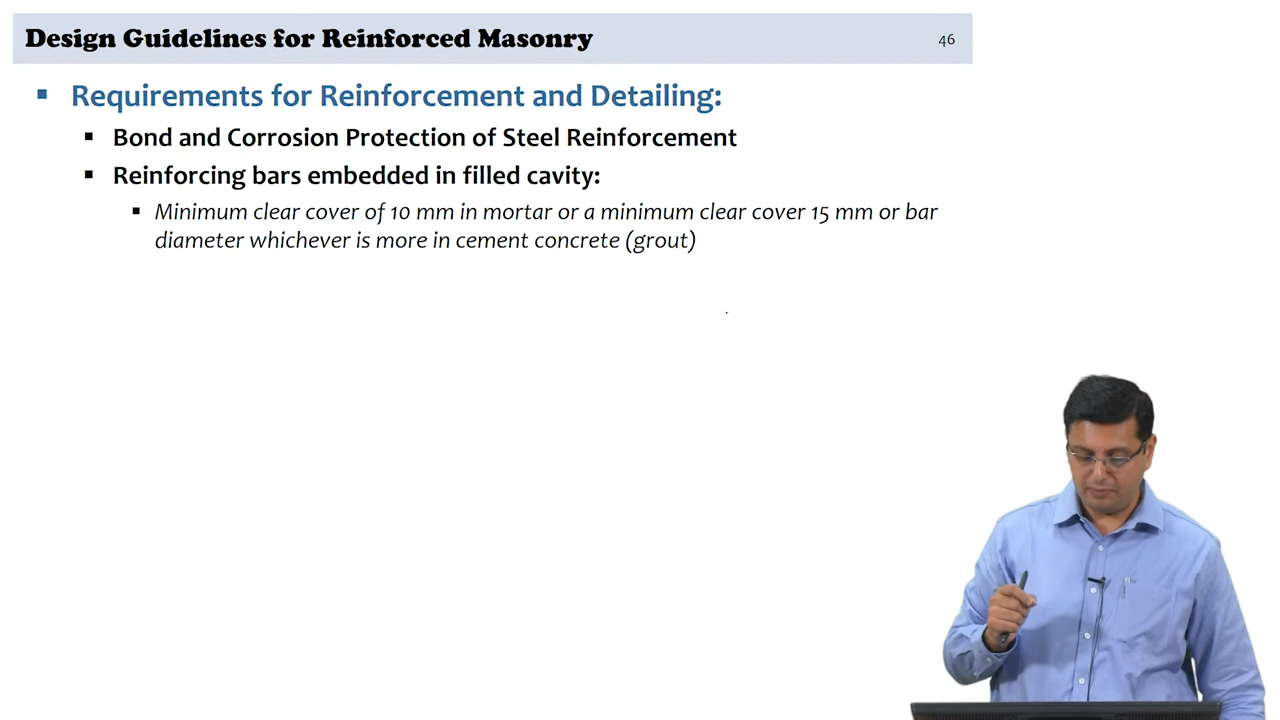 Design Guidelines for Reinforced Masonry
46
Requirements for Reinforcement and Detailing:
Bond and Corrosion Protection of Steel Reinforcement
Reinforcing bars embedded in filled cavity:
Minimum clear cover of 10 mm in mortar or a minimum clear cover 15 mm or bar
diameter whichever is more in cement concrete (grout)